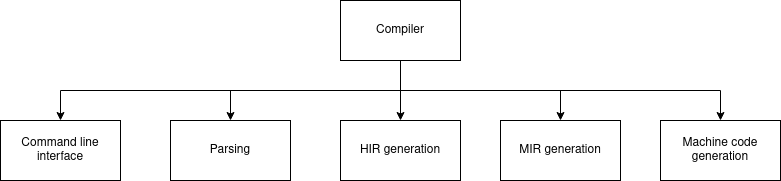 Compiler
Command line
interface
Parsing
HIR generation
MIR generation
Machine code
generation